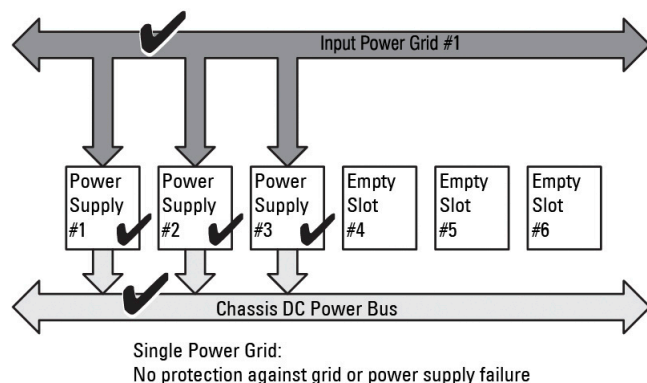 Input Power Grid #1
Power
Supply
#1
Power
Supply
#2
Power
Supply
#3
Empty
Slot
#4
Empty
Slot
#5
Empty
Slot
#6
Chassis DC Power Bus
Single Power Grid:
No protection against grid or power supply failure